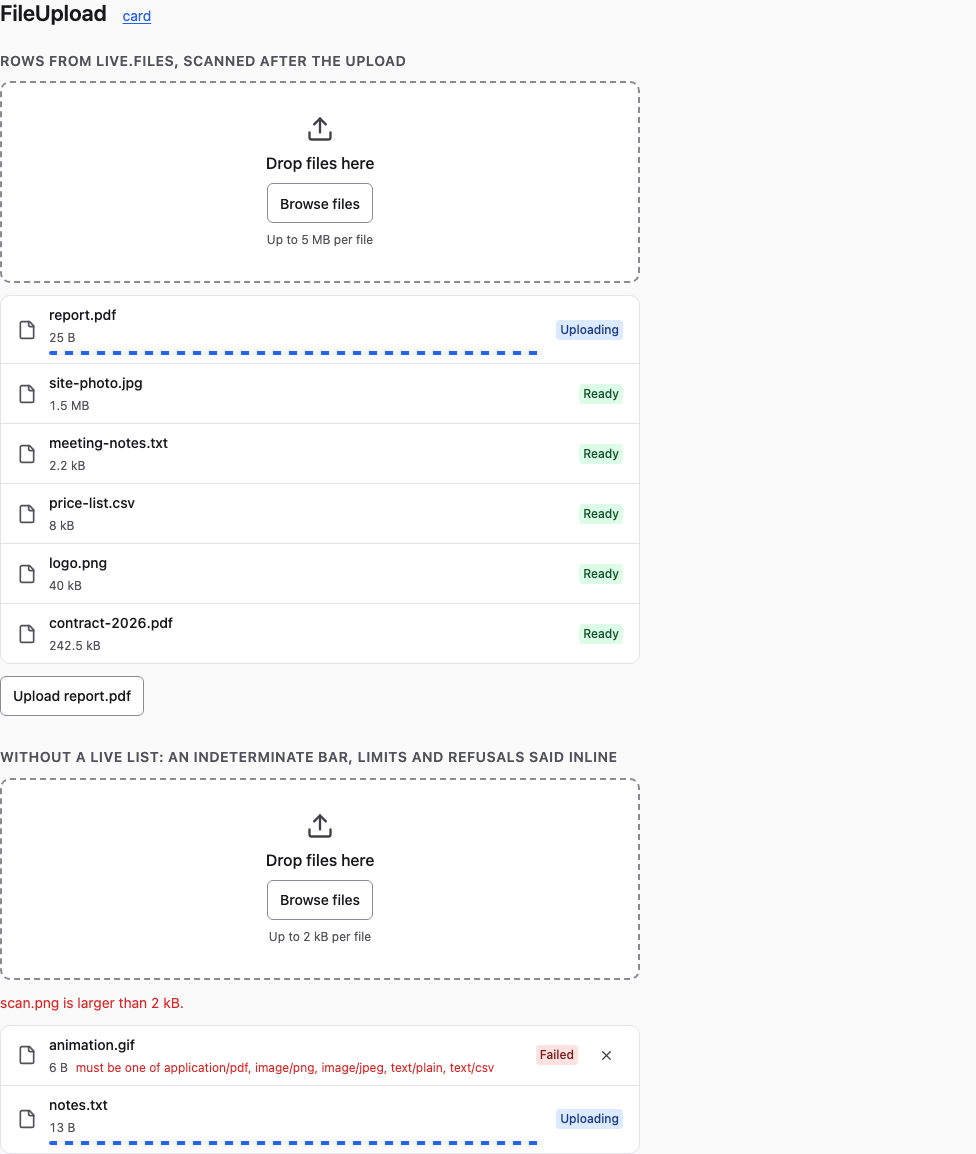 FileUpload card
ROWS FROM LIVE.FILES, SCANNED AFTER THE UPLOAD
Drop files here
Browse files
Up to 5 MB per file
report.pdf
25 B
Uploading
site-photo.jpg
1.5 MB
Ready
meeting-notes.txt
2.2 kB
Ready
price-list.csv
8 kB
Ready
logo.png
40 kB
Ready
contract-2026.pdf
242.5 kB
Ready
Upload report.pdf
WITHOUT A LIVE LIST: AN INDETERMINATE BAR, LIMITS AND REFUSALS SAID INLINE
Drop files here
Browse files
Up to 2 kB per file
scan.png is larger than 2 kB.
animation.gif
6 B must be one of application/pdf, image/png, image/jpeg, text/plain, text/csv
Failed
notes.txt
13 B
Uploading